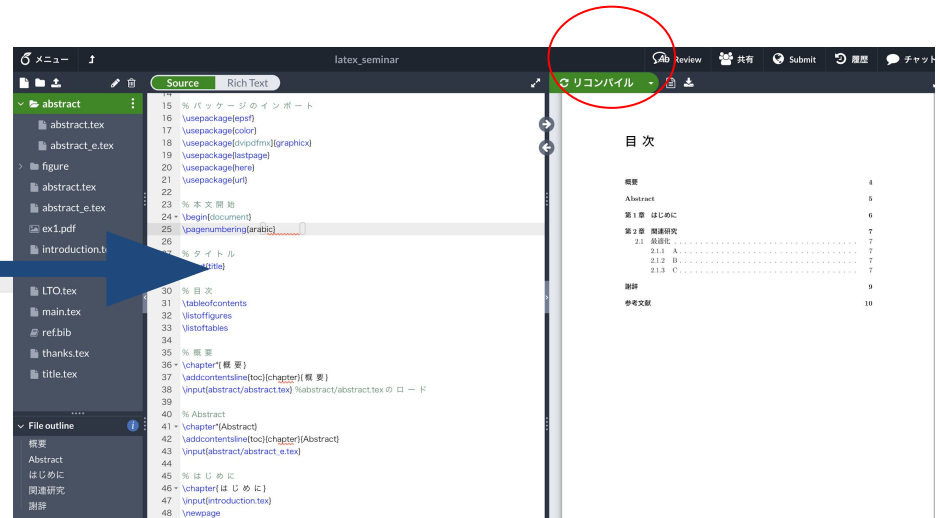 メニュー
latex_seminar
Review
共有
Submit
履歴
チャット
Source
Rich Text
リコンパイル
abstract
abstract.tex
abstract_e.tex
figure
abstract.tex
abstract_e.tex
ex1.pdf
LTO.tex
main.tex
ref.bib
thanks.tex
title.tex
File outline
概要
Abstract
はじめに
関連研究
謝辞
15 % パッケージのインポート
16 \usepackage{epsf}
17 \usepackage{color}
18 \usepackage[dvipdfmx]{graphicx}
19 \usepackage{lastpage}
20 \usepackage{here}
21 \usepackage{url}
22
23 % 本文開始
24 \begin{document}
25 \pagenumbering{arabic}
26
% タイトル
{title}
30 % 目次
31 \tableofcontents
32 \listoffigures
33 \listoftables
34
35 % 概要
36 \chapter*{概要}
37 \addcontentsline{toc}{chapter}{概要}
38 \input{abstract/abstract.tex} %abstract/abstract.texのロード
39
40 % Abstract
41 \chapter*{Abstract}
42 \addcontentsline{toc}{chapter}{Abstract}
43 \input{abstract/abstract_e.tex}
44
45 % はじめに
46 \chapter{はじめに}
47 \input{introduction.tex}
48 \newpage
目次
概要 4
Abstract 5
第1章 はじめに 6
第2章 関連研究 7
2.1 最適化 . . . . . . . . . . . . . . . . . . . . 7
2.1.1 A . . . . . . . . . . . . . . . . . . . . 7
2.1.2 B . . . . . . . . . . . . . . . . . . . . 7
2.1.3 C . . . . . . . . . . . . . . . . . . . . 7
謝辞 9
参考文献 10